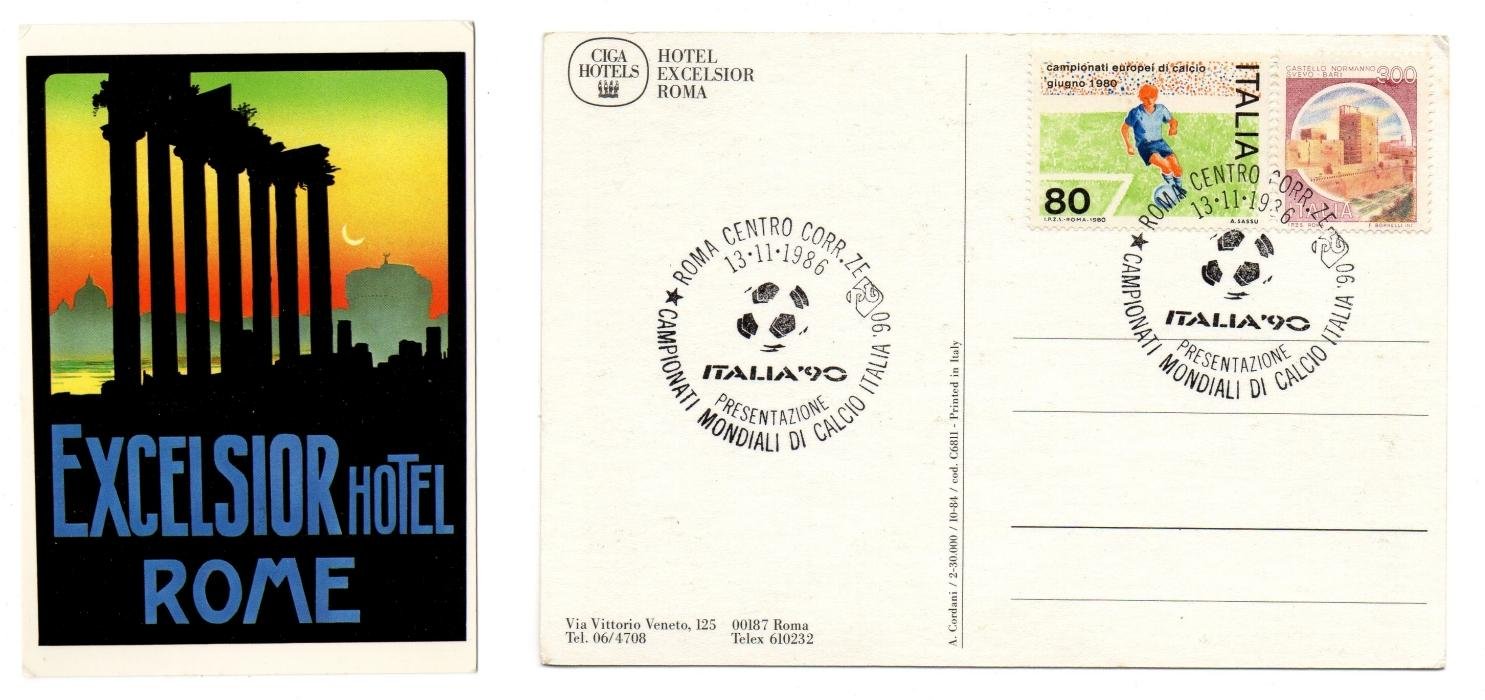 EXCELSIOR HOTEL
ROME
CIGA
HOTELS
HOTEL
EXCELSIOR
ROMA
campionati europei di calcio
giugno 1980
ITALIA
80
I.P.Z.S.-ROMA-1980
A. SASSU
CASTELLO NORMANNO
SVEVO - BARI
300
ITALIA
I.P.Z.S. ROMA
ROMA CENTRO CORR. ZE
13·11·1986
ITALIA'90
PRESENTAZIONE
★ CAMPIONATI MONDIALI DI CALCIO ITALIA '90
ROMA CENTRO CORR. ZE
13·11·1986
ITALIA'90
PRESENTAZIONE
★ CAMPIONATI MONDIALI DI CALCIO ITALIA '90
A. Cordani / 2-30.000 / 10-84 / cod. C6811 - Printed in Italy
Via Vittorio Veneto, 125 00187 Roma
Tel. 06/4708 Telex 610232